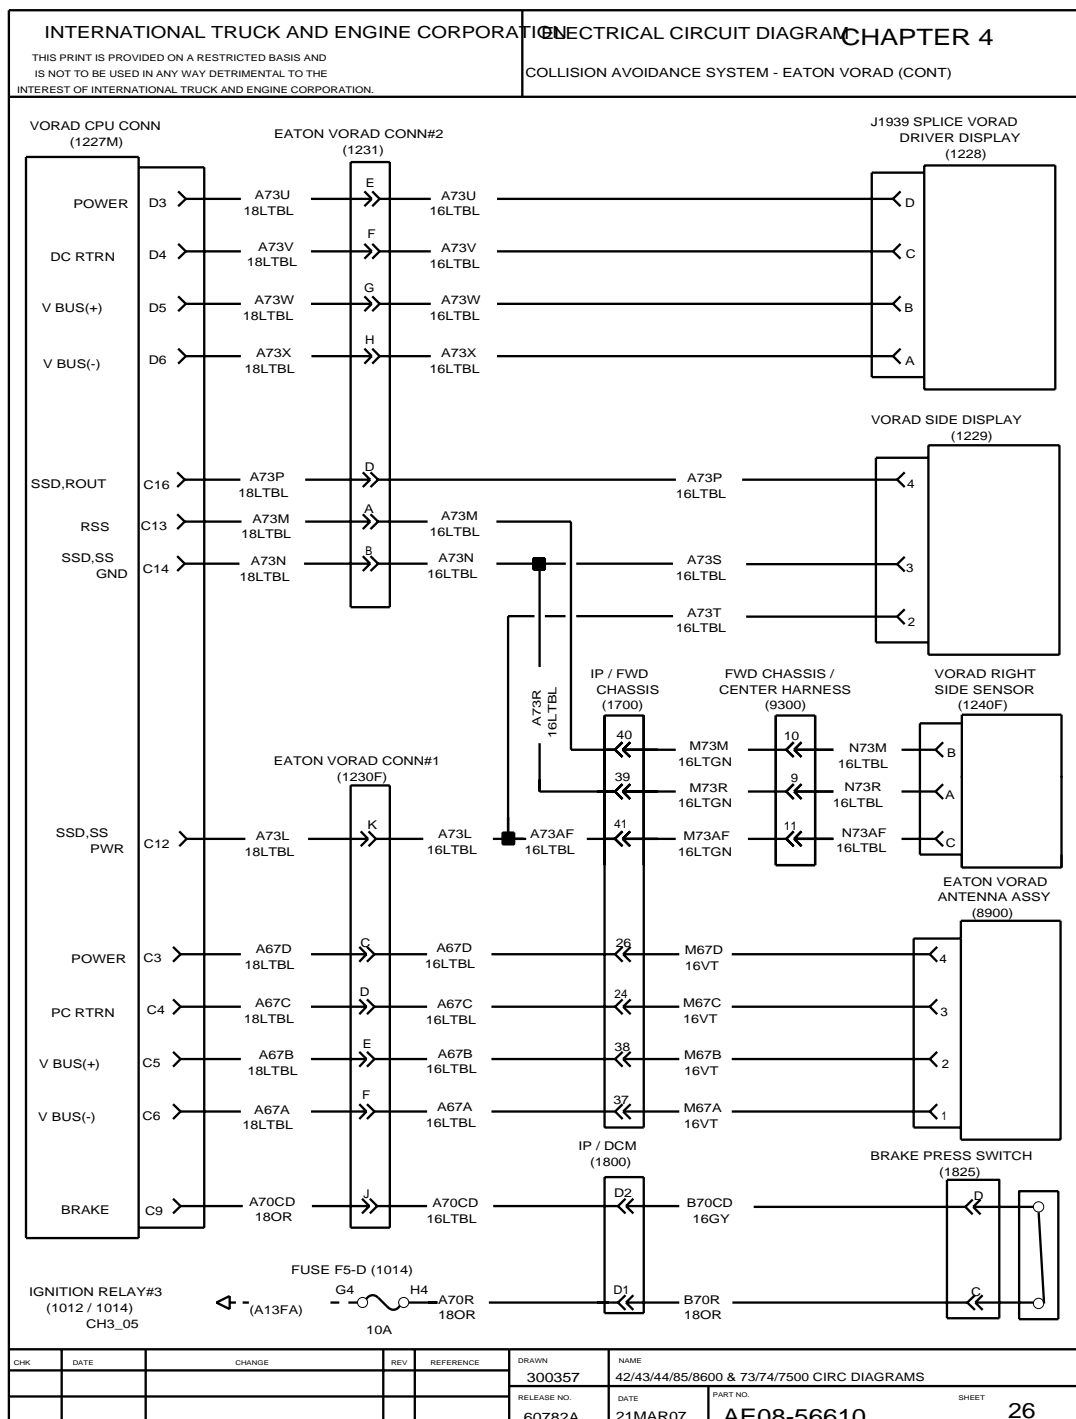 INTERNATIONAL TRUCK AND ENGINE CORPORATION
ELECTRICAL CIRCUIT DIAGRAM
CHAPTER 4
THIS PRINT IS PROVIDED ON A RESTRICTED BASIS AND
IS NOT TO BE USED IN ANY WAY DETRIMENTAL TO THE
INTEREST OF INTERNATIONAL TRUCK AND ENGINE CORPORATION.
COLLISION AVOIDANCE SYSTEM - EATON VORAD (CONT)
VORAD CPU CONN
(1227M)
EATON VORAD CONN#2
(1231)
J1939 SPLICE VORAD
DRIVER DISPLAY
(1228)
POWER D3 A73U E A73U D
18LTBL 16LTBL
DC RTRN D4 A73V F A73V C
18LTBL 16LTBL
V BUS(+) D5 A73W G A73W B
18LTBL 16LTBL
V BUS(-) D6 A73X H A73X A
18LTBL 16LTBL
VORAD SIDE DISPLAY
(1229)
SSD,ROUT C16 A73P D A73P 4
18LTBL 16LTBL
RSS C13 A73M A A73M
18LTBL 16LTBL
SSD,SS
GND C14 A73N B A73N A73S 3
18LTBL 16LTBL 16LTBL
A73T 2
16LTBL
A73R
16LTBL
IP / FWD
CHASSIS
(1700)
FWD CHASSIS /
CENTER HARNESS
(9300)
VORAD RIGHT
SIDE SENSOR
(1240F)
40 M73M 10 N73M B
16LTGN 16LTBL
39 M73R 9 N73R A
16LTGN 16LTBL
EATON VORAD CONN#1
(1230F)
SSD,SS
PWR C12 A73L K A73L A73AF 41 M73AF 11 N73AF C
18LTBL 16LTBL 16LTBL 16LTGN 16LTBL
EATON VORAD
ANTENNA ASSY
(8900)
POWER C3 A67D C A67D 26 M67D 4
18LTBL 16LTBL 16VT
PC RTRN C4 A67C D A67C 24 M67C 3
18LTBL 16LTBL 16VT
V BUS(+) C5 A67B E A67B 38 M67B 2
18LTBL 16LTBL 16VT
V BUS(-) C6 A67A F A67A 37 M67A 1
18LTBL 16LTBL 16VT
IP / DCM
(1800)
BRAKE PRESS SWITCH
(1825)
BRAKE C9 A70CD J A70CD D2 B70CD D
18OR 16LTBL 16GY
FUSE F5-D (1014)
IGNITION RELAY#3
(1012 / 1014)
CH3_05
(A13FA) G4 H4 A70R D1 B70R C
10A 18OR 18OR
CHK DATE CHANGE REV REFERENCE
DRAWN
300357
NAME
42/43/44/85/8600 & 73/74/7500 CIRC DIAGRAMS
RELEASE NO.
60782A
DATE
21MAR07
PART NO.
AE08-56610
SHEET
26